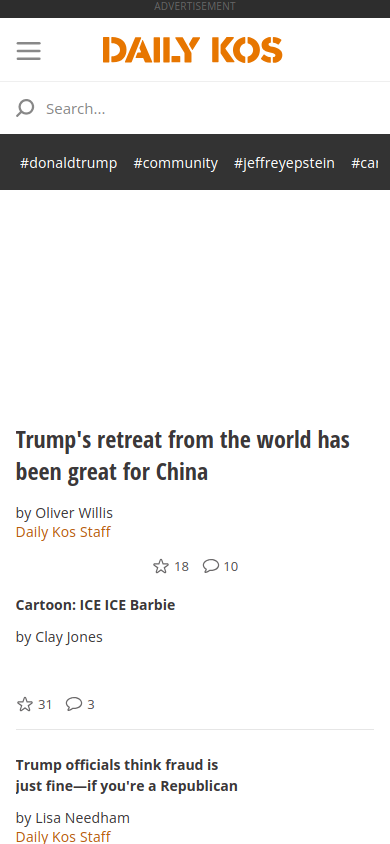 ADVERTISEMENT
DAILY KOS
Search...
#donaldtrump #community #jeffreyepstein
Trump's retreat from the world has
been great for China
by Oliver Willis
Daily Kos Staff
18 10
Cartoon: ICE ICE Barbie
by Clay Jones
31 3
Trump officials think fraud is
just fine—if you're a Republican
by Lisa Needham
Daily Kos Staff